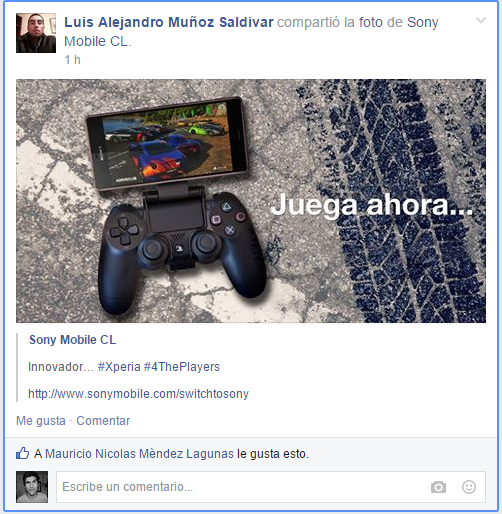 Luis Alejandro Muñoz Saldivar compartió la foto de Sony
Mobile CL.
1 h
SONY
DRIVECLUB
Juega ahora...
Sony Mobile CL
Innovador... #Xperia #4ThePlayers
http://www.sonymobile.com/switchtosony
Me gusta · Comentar
A Mauricio Nicolas Mèndez Lagunas le gusta esto.
Escribe un comentario...